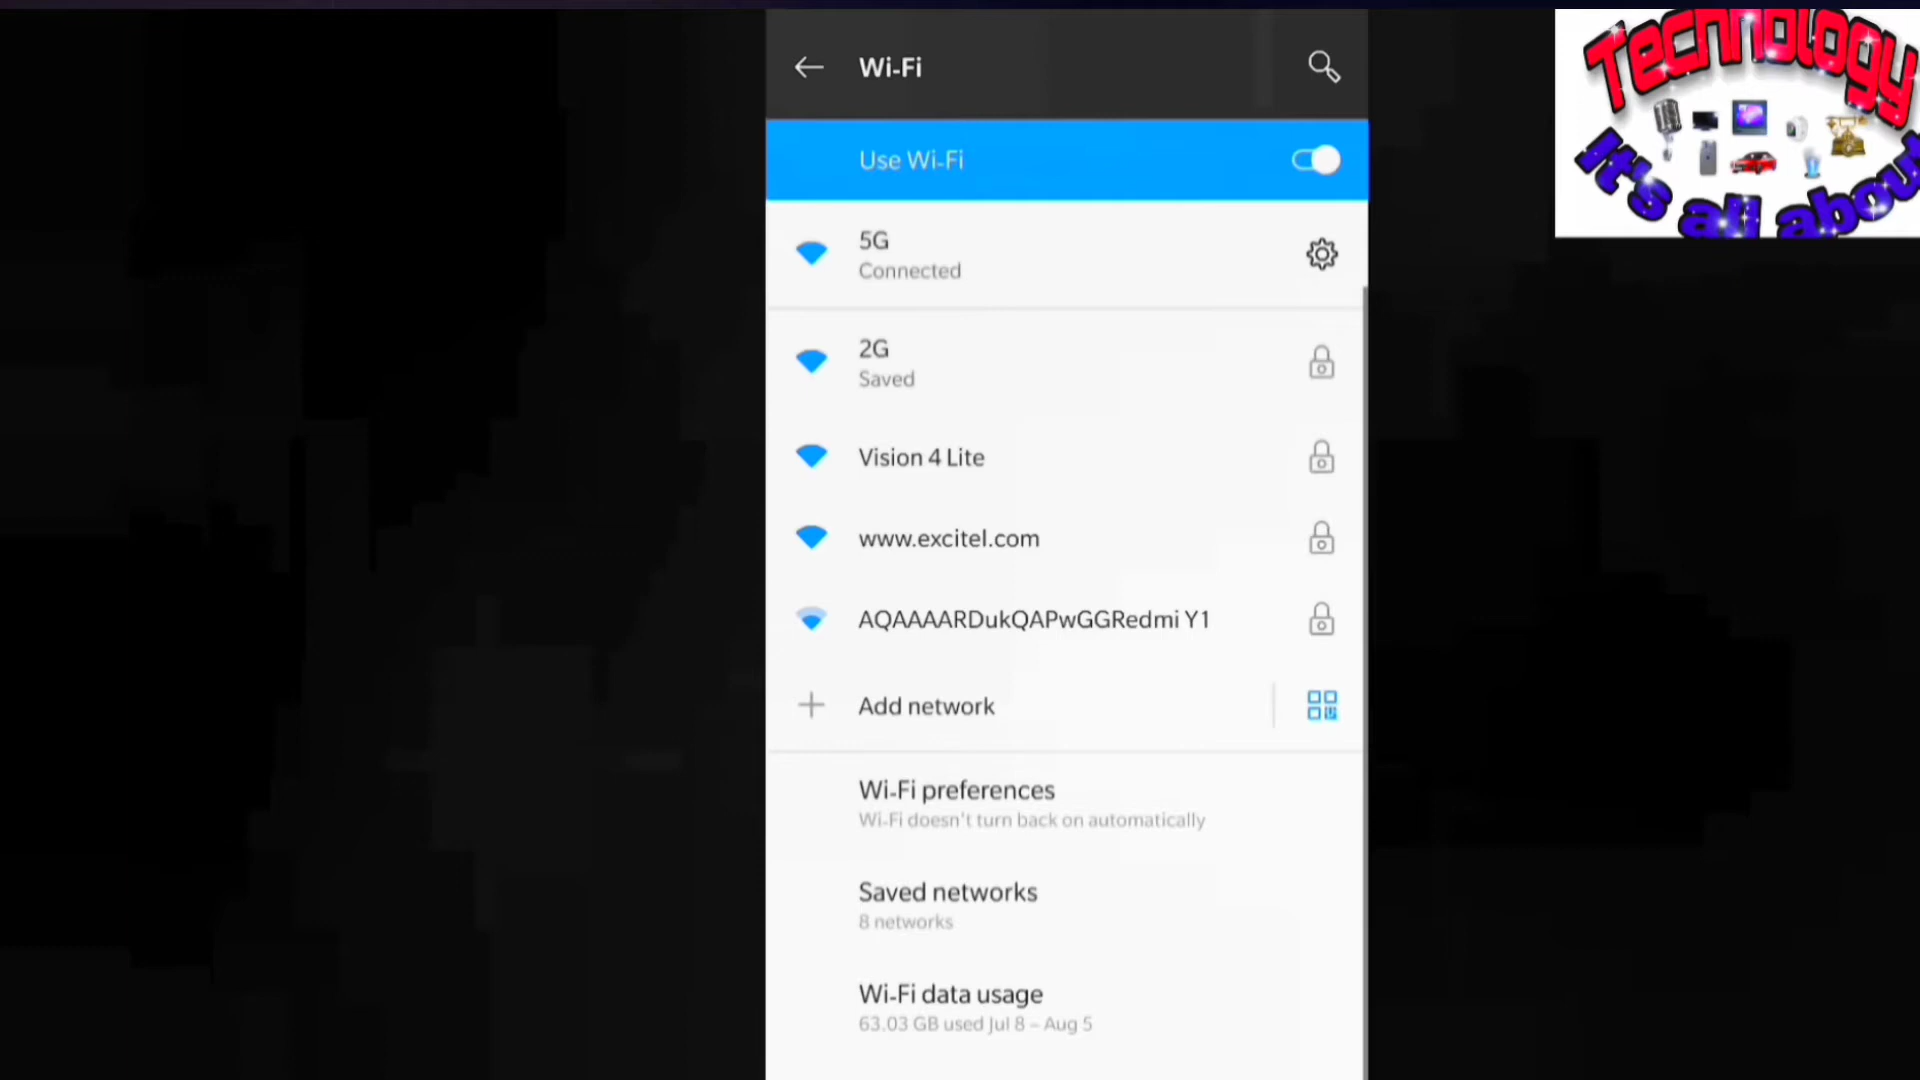 Wi-Fi
Use Wi-Fi
5G
Connected
2G
Saved
Vision 4 Lite
www.excitel.com
AQAAAARDukQAPwGGRedmi Y1
Add network
Wi-Fi preferences
Wi-Fi doesn't turn back on automatically
Saved networks
8 networks
Wi-Fi data usage
63.03 GB used Jul 8 – Aug 5
Technology
It's all about